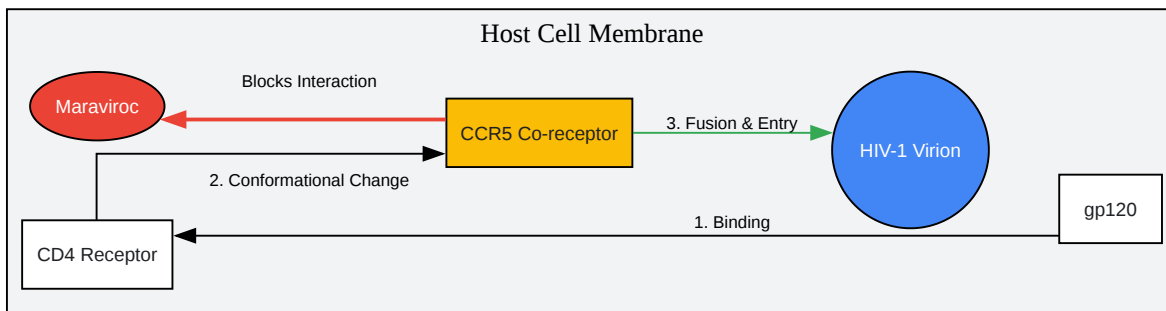 Host Cell Membrane
Blocks Interaction
Maraviroc
CCR5 Co-receptor
3. Fusion & Entry
HIV-1 Virion
2. Conformational Change
gp120
1. Binding
CD4 Receptor